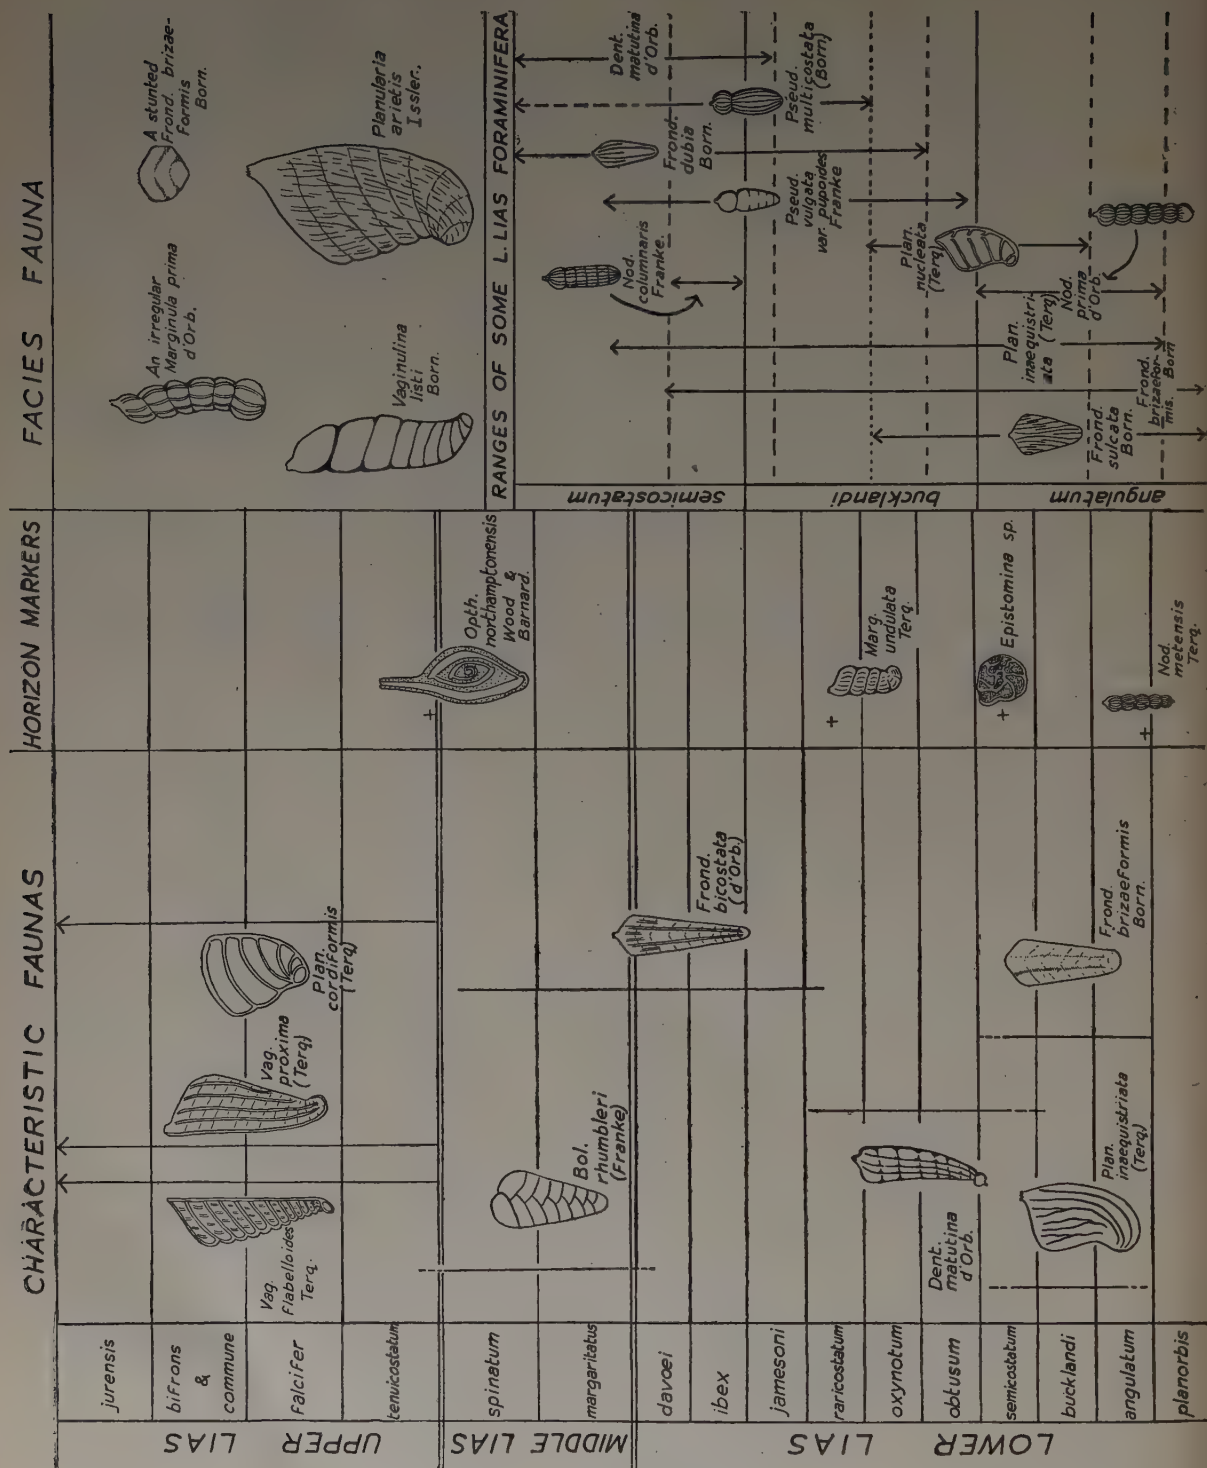 CHARACTERISTIC FAUNAS
HORIZON MARKERS
FACIES FAUNA
UPPER LIAS
MIDDLE LIAS
LOWER LIAS
jurensis
bifrons
&
commune
falcifer
tenuicostatum
spinatum
margaritatus
davoei
ibex
jamesoni
raricostatum
oxynotum
obtusum
semicostatum
bucklandi
angulatum
planorbis
Vag.
flabelloides
Terq.
Vag.
proxima
(Terq)
Plan.
cordiformis
(Terq)
Bol.
rhumbleri
(Franke)
Frond.
bicostata
(d'Orb.)
Dent.
matutina
d'Orb.
Plan.
inaequistriata
(Terq)
Frond.
brizaeformis
Born.
+
Opth.
northamptonensis
Wood &
Barnard.
+
Marg.
undulata
Terq.
+
Epistomina sp.
+
Nod.
metensis
Terq.
An irregular
Marginula prima
d'Orb.
A stunted
Frond. brizae-
formis
Born.
Vaginulina
listi
Born.
Planularia
arietis
Issler.
RANGES OF SOME L. LIAS FORAMINIFERA
semicostatum
bucklandi
angulatum
Nod.
columnaris
Franke.
Frond.
dubia
Born.
Dent.
matutina
d'Orb.
Pseud.
vulgata
var. pupoides
Franke
Pseud.
multicostata
(Born)
Plan.
nucleata
(Terq)
Plan.
inaequistri-
ata (Terq)
Nod.
prima
d'Orb.
Frond.
sulcata
Born.
Frond.
brizaefor-
mis. Born